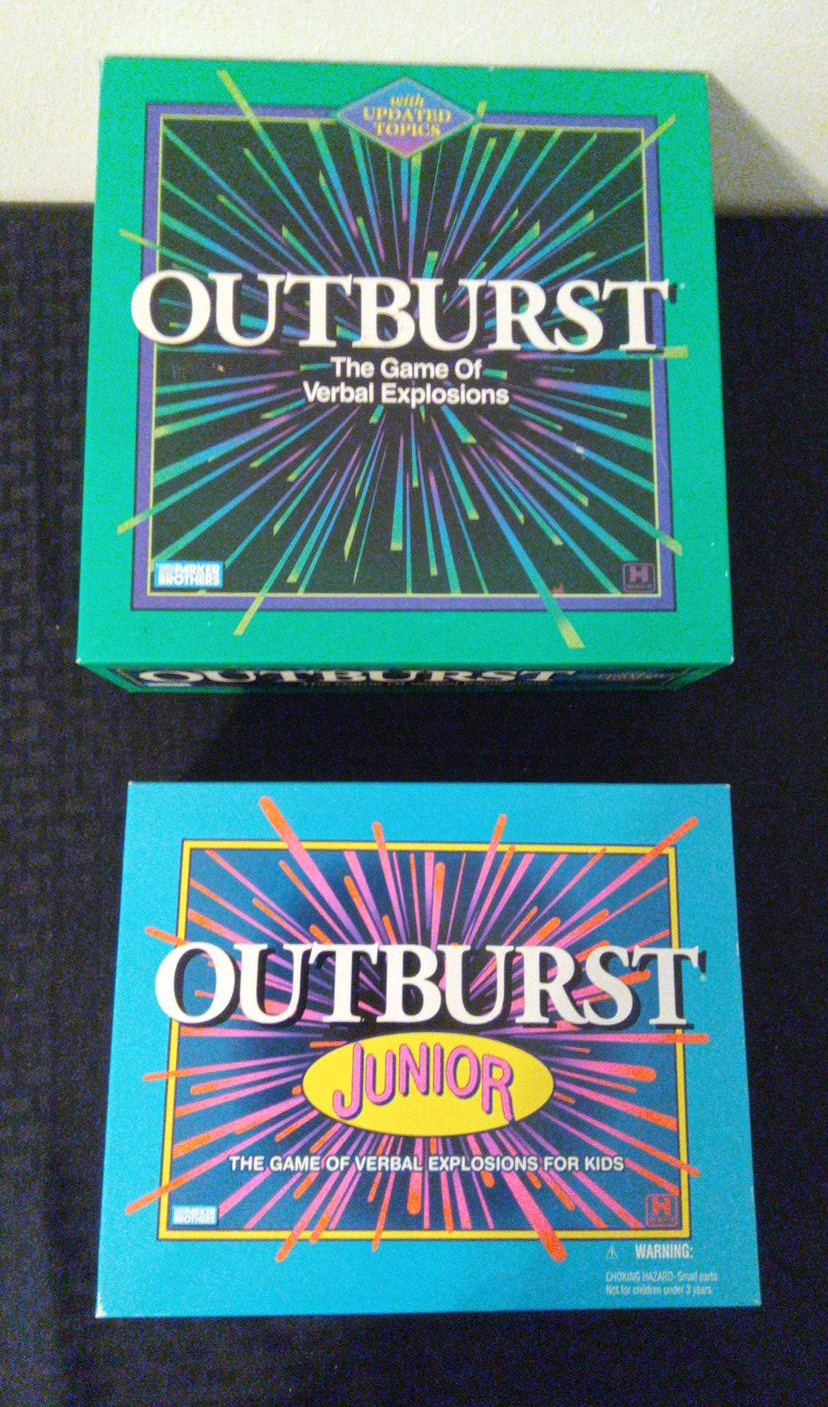 with
UPDATED
TOPICS
OUTBURST
The Game Of
Verbal Explosions
PARKER
BROTHERS
H
OUTBURST
OUTBURST
JUNIOR
THE GAME OF VERBAL EXPLOSIONS FOR KIDS
PARKER
BROTHERS
H
⚠ WARNING:
CHOKING HAZARD-Small parts
Not for children under 3 years.